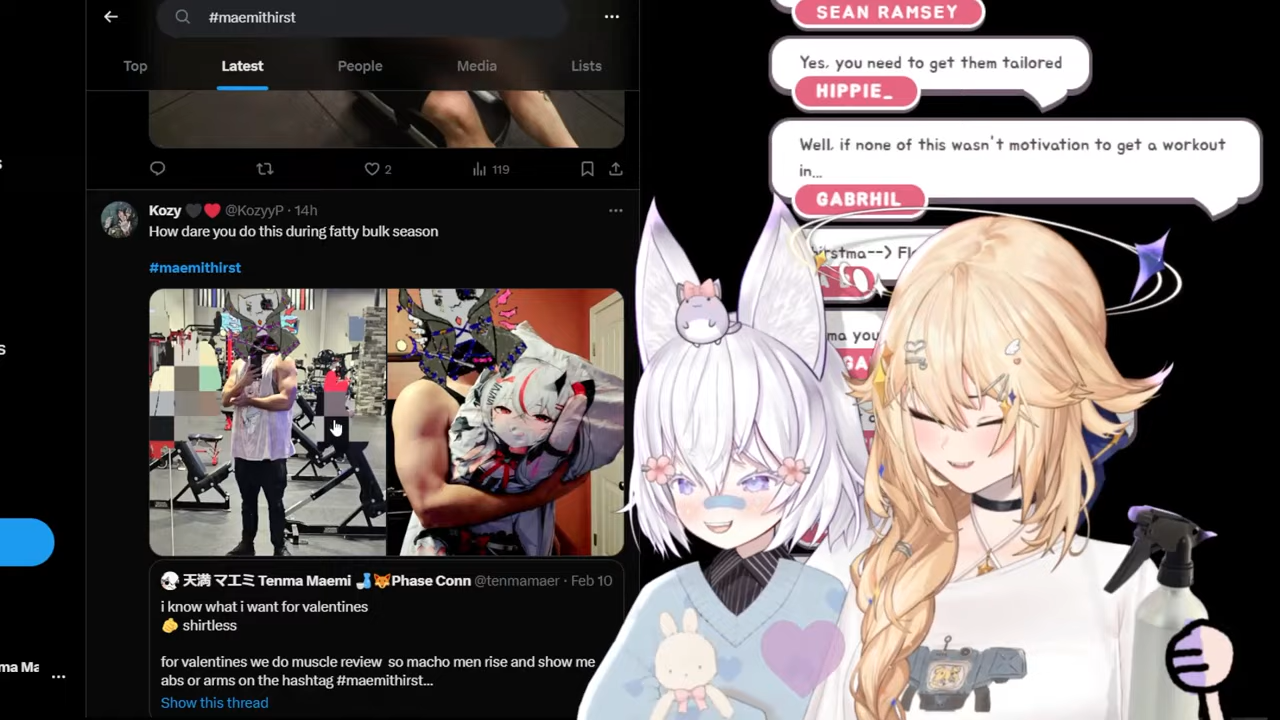 #maemithirst
Top
Latest
People
Media
Lists
2
119
Kozy 🖤❤️ @KozyyP · 14h
How dare you do this during fatty bulk season
#maemithirst
天満 マエミ Tenma Maemi 🦊Phase Conn @tenmamaer · Feb 10
i know what i want for valentines
🫵 shirtless
for valentines we do muscle review so macho men rise and show me
abs or arms on the hashtag #maemithirst...
Show this thread
SEAN RAMSEY
Yes, you need to get them tailored
HIPPIE_
Well, if none of this wasn't motivation to get a workout
in...
GABRHIL